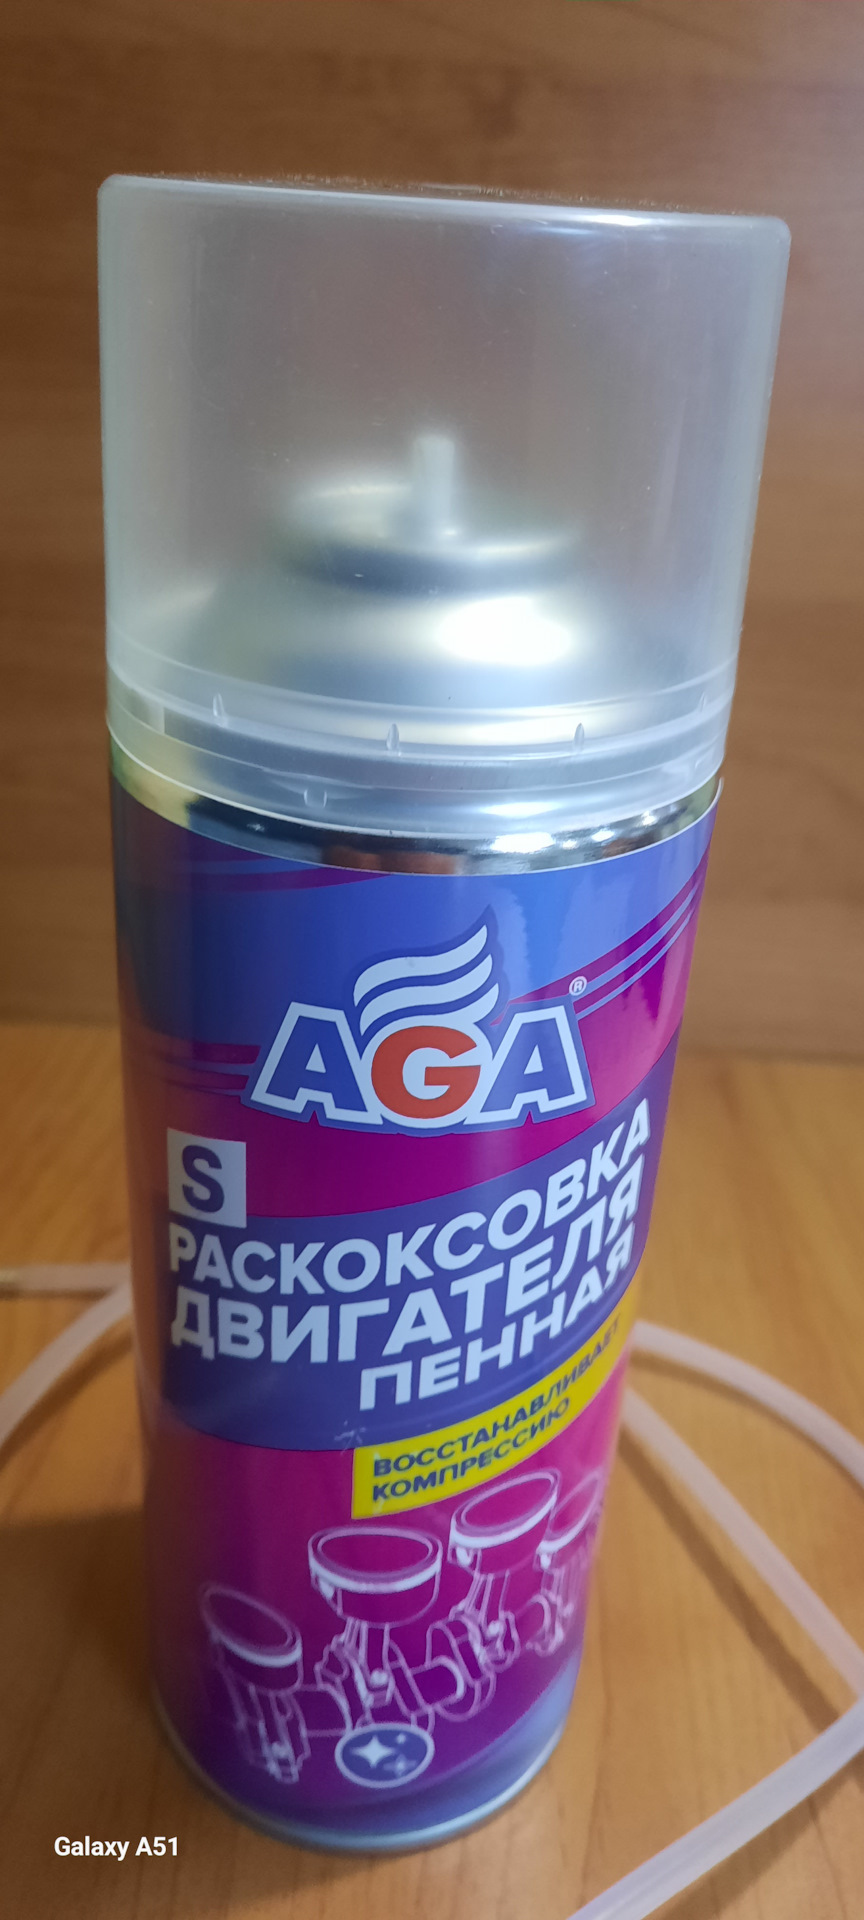 AGA®
S
РАСКОКСОВКА
ДВИГАТЕЛЯ
ПЕННАЯ
ВОССТАНАВЛИВАЕТ
КОМПРЕССИЮ
Galaxy A51